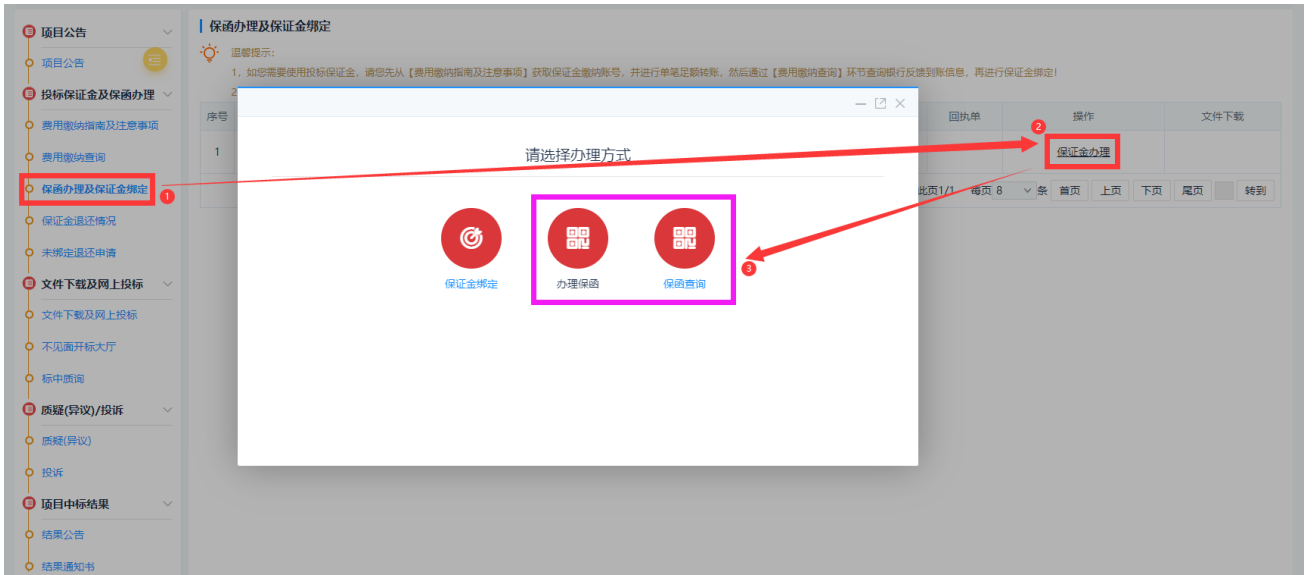 项目公告
项目公告
投标保证金及保函办理
费用缴纳指南及注意事项
费用缴纳查询
保函办理及保证金绑定
1
保证金退还情况
未绑定退还申请
文件下载及网上投标
文件下载及网上投标
不见面开标大厅
标中质询
质疑(异议)/投诉
质疑(异议)
投诉
项目中标结果
结果公告
结果通知书
保函办理及保证金绑定
温馨提示:
1、如您需要使用投标保证金，请您先从【费用缴纳指南及注意事项】获取保证金缴纳账号，并进行单笔足额转账，然后通过【费用缴纳查询】环节查询银行反馈到账信息，再进行保证金绑定!
2
序号 回执单 操作 文件下载
2
1 保证金办理
此页1/1 每页 8 条 首页 上页 下页 尾页 转到
请选择办理方式
保证金绑定 办理保函 保函查询
3